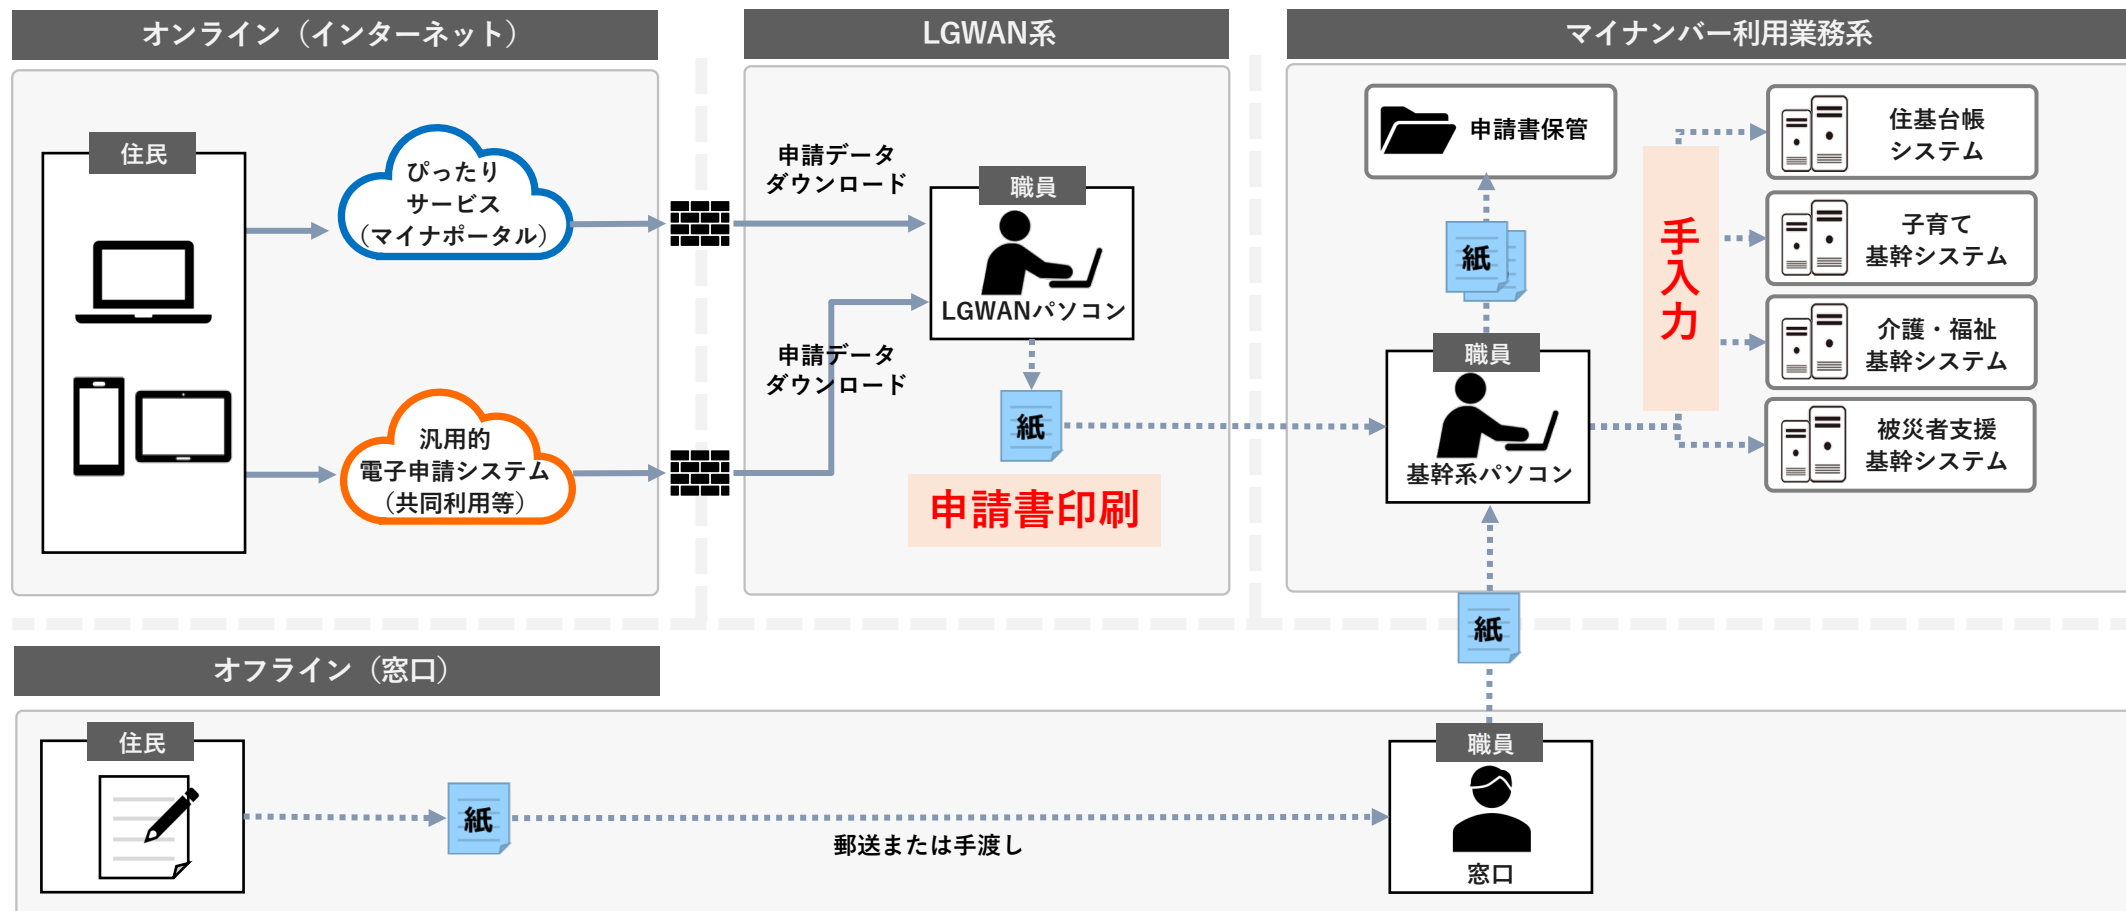 オンライン（インターネット）
住民
ぴったり
サービス
（マイナポータル）
汎用的
電子申請システム
（共同利用等）
LGWAN系
申請データ
ダウンロード
職員
LGWANパソコン
申請データ
ダウンロード
紙
申請書印刷
マイナンバー利用業務系
申請書保管
紙
職員
基幹系パソコン
手入力
住基台帳
システム
子育て
基幹システム
介護・福祉
基幹システム
被災者支援
基幹システム
紙
オフライン（窓口）
住民
紙
郵送または手渡し
職員
窓口